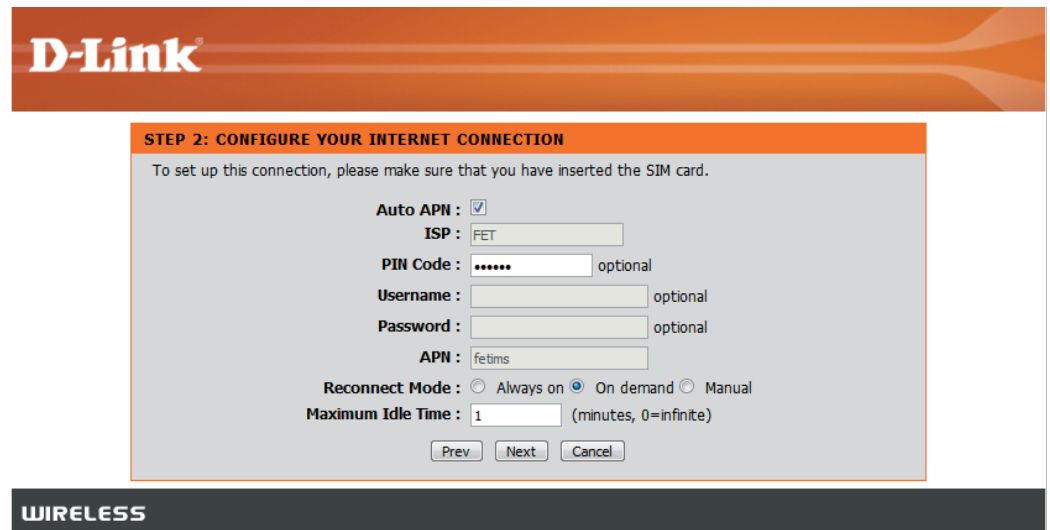 D-Link®
STEP 2: CONFIGURE YOUR INTERNET CONNECTION
To set up this connection, please make sure that you have inserted the SIM card.
Auto APN :
ISP : FET
PIN Code : •••••• optional
Username : optional
Password : optional
APN : fetims
Reconnect Mode : Always on On demand Manual
Maximum Idle Time : 1 (minutes, 0=infinite)
Prev Next Cancel
WIRELESS